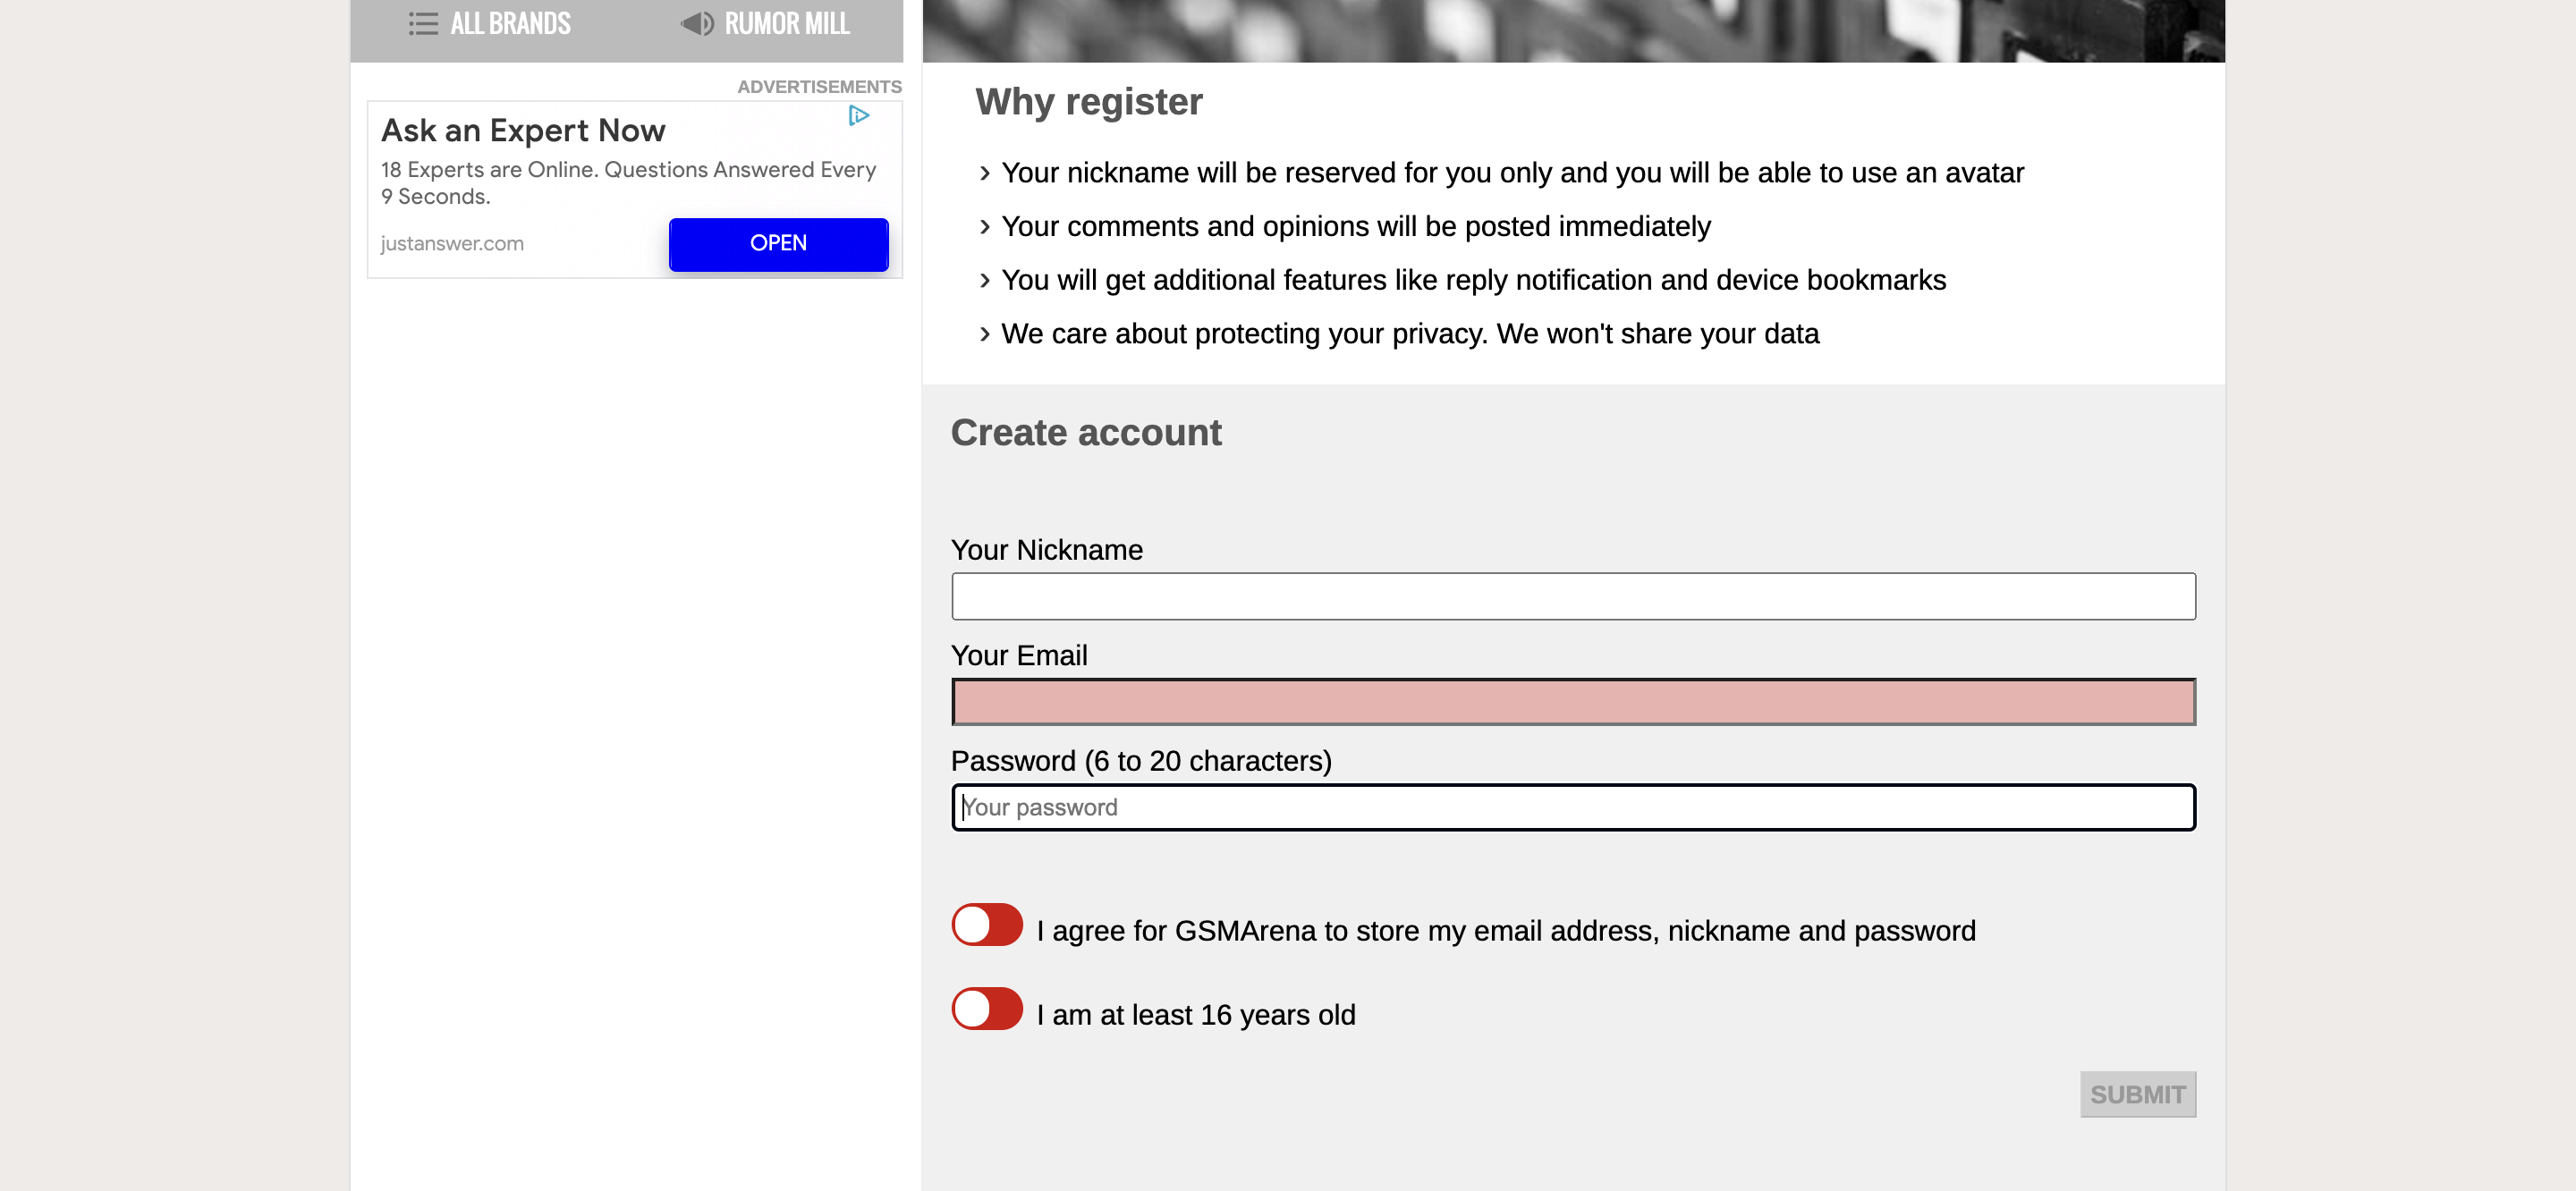 ALL BRANDS
RUMOR MILL
ADVERTISEMENTS
Ask an Expert Now
18 Experts are Online. Questions Answered Every
9 Seconds.
justanswer.com
OPEN
Why register
Your nickname will be reserved for you only and you will be able to use an avatar
Your comments and opinions will be posted immediately
You will get additional features like reply notification and device bookmarks
We care about protecting your privacy. We won't share your data
Create account
Your Nickname
Your Email
Password (6 to 20 characters)
Your password
I agree for GSMArena to store my email address, nickname and password
I am at least 16 years old
SUBMIT